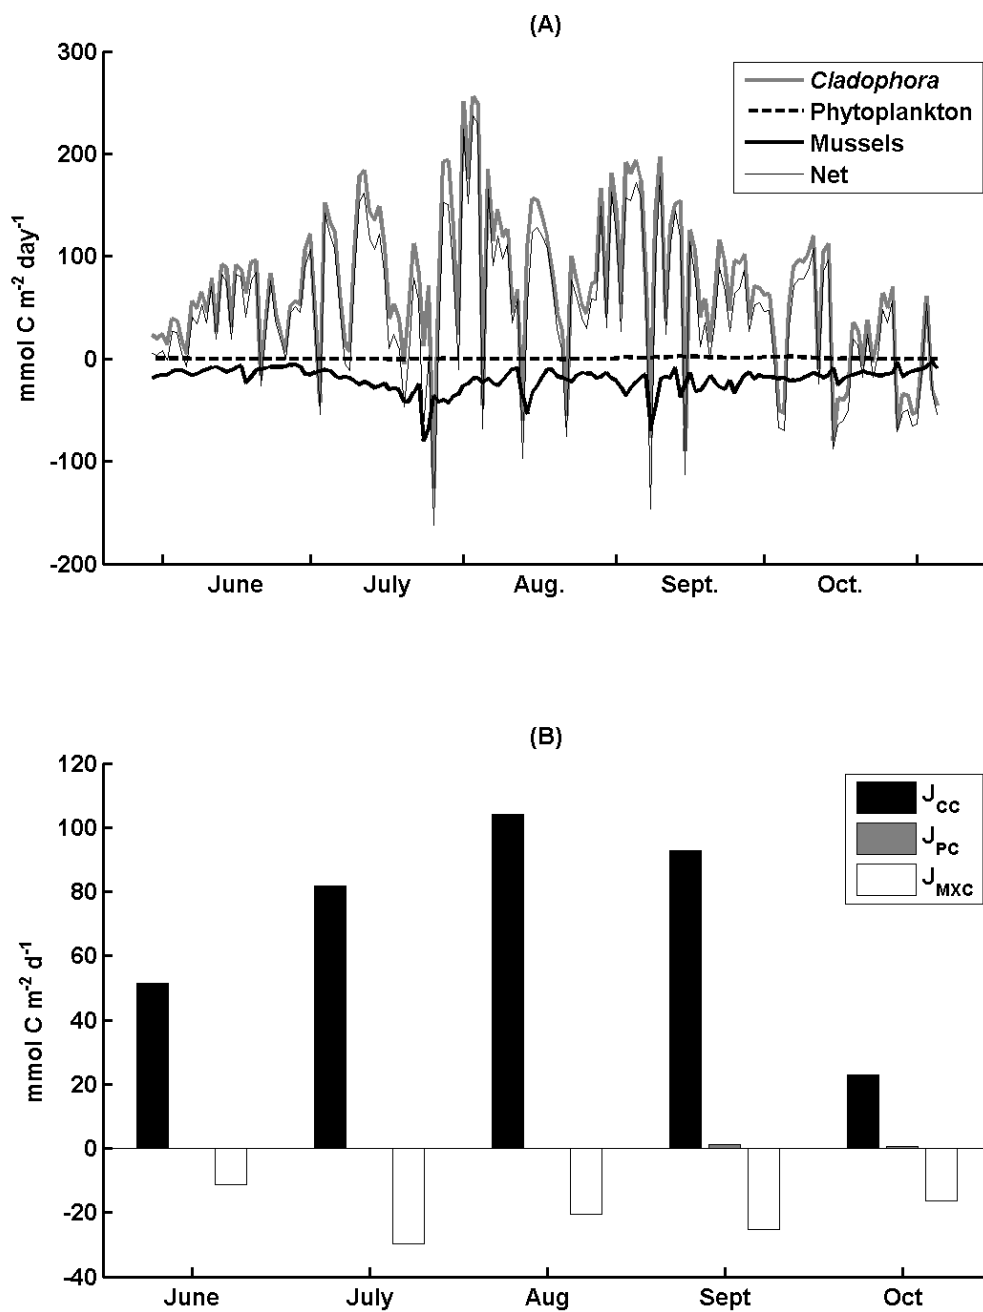 (A)
300
200
100
0
-100
-200
mmol C m-2 day-1
Cladophora
Phytoplankton
Mussels
Net
June July Aug. Sept. Oct.
(B)
120
100
80
60
40
20
0
-20
-40
mmol C m-2 d-1
JCC
JPC
JMXC
June July Aug Sept Oct